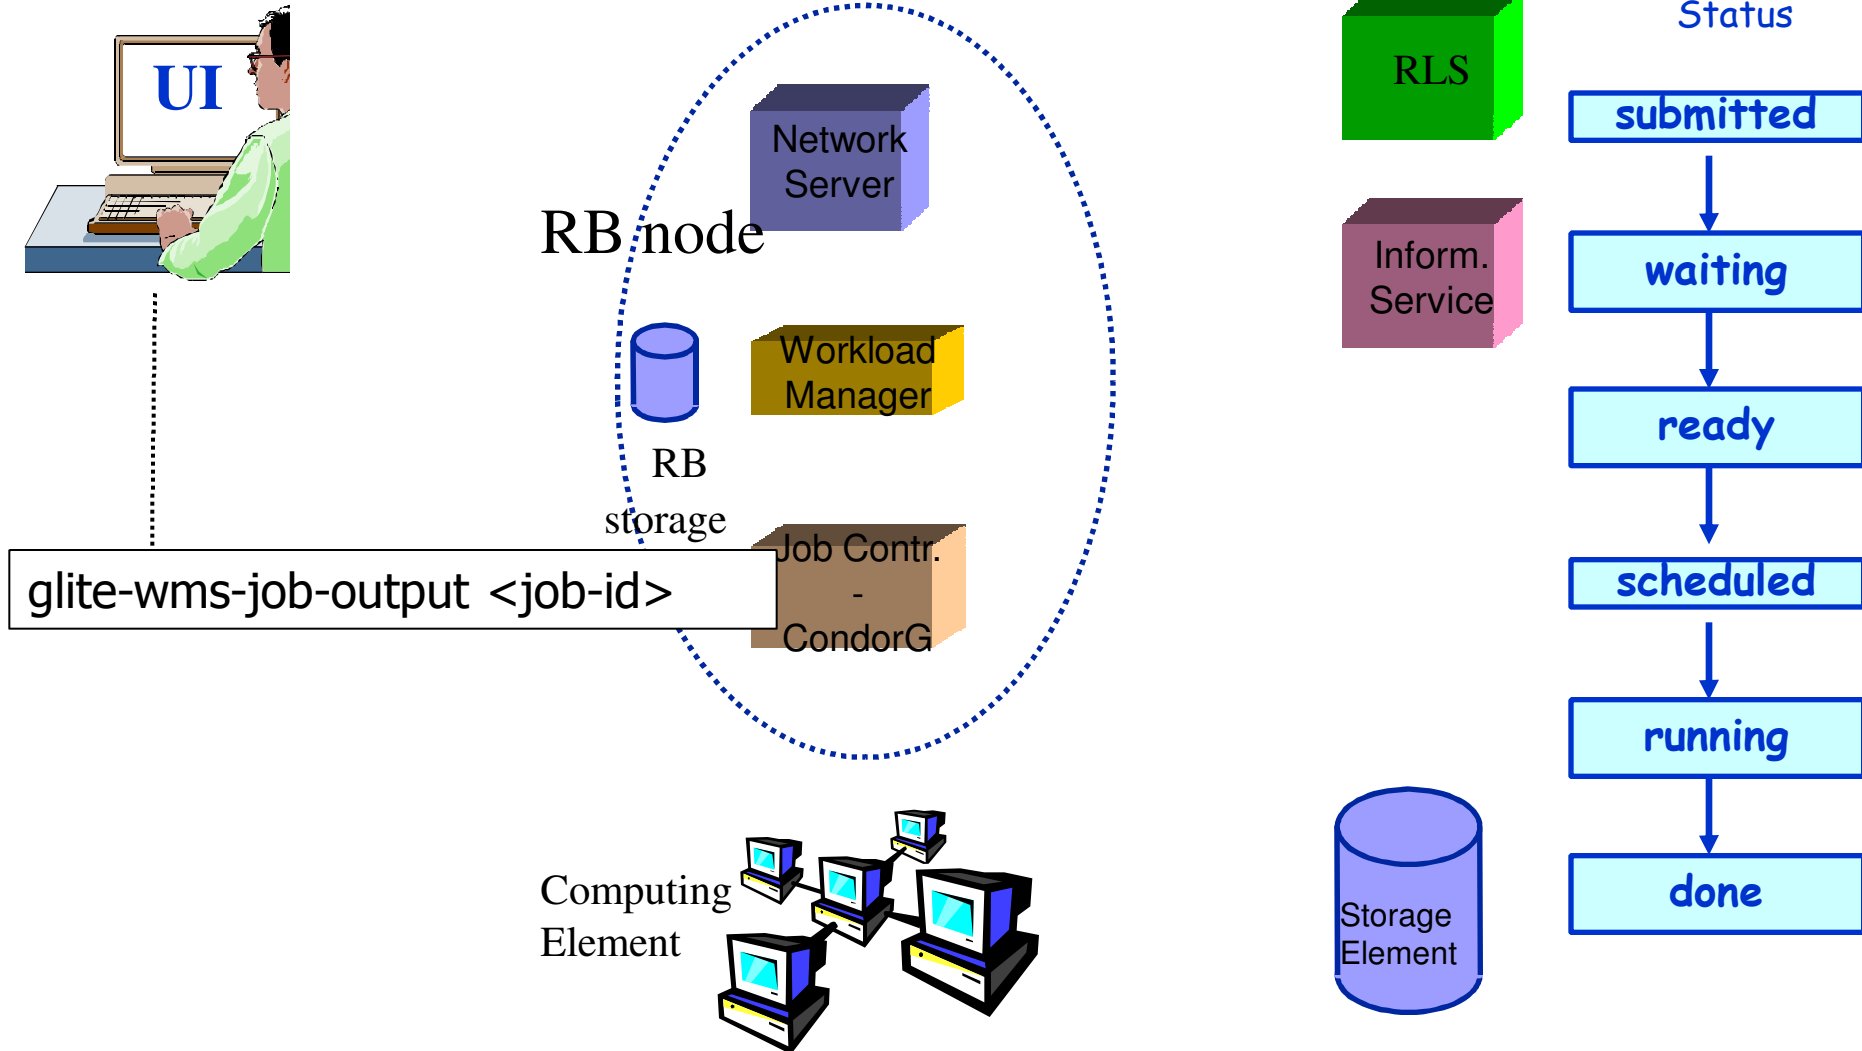 UI
Network
Server
RB node
Workload
Manager
RB
storage
Job Contr.
-
CondorG
glite-wms-job-output <job-id>
Computing
Element
RLS
Inform.
Service
Storage
Element
Status
submitted
waiting
ready
scheduled
running
done